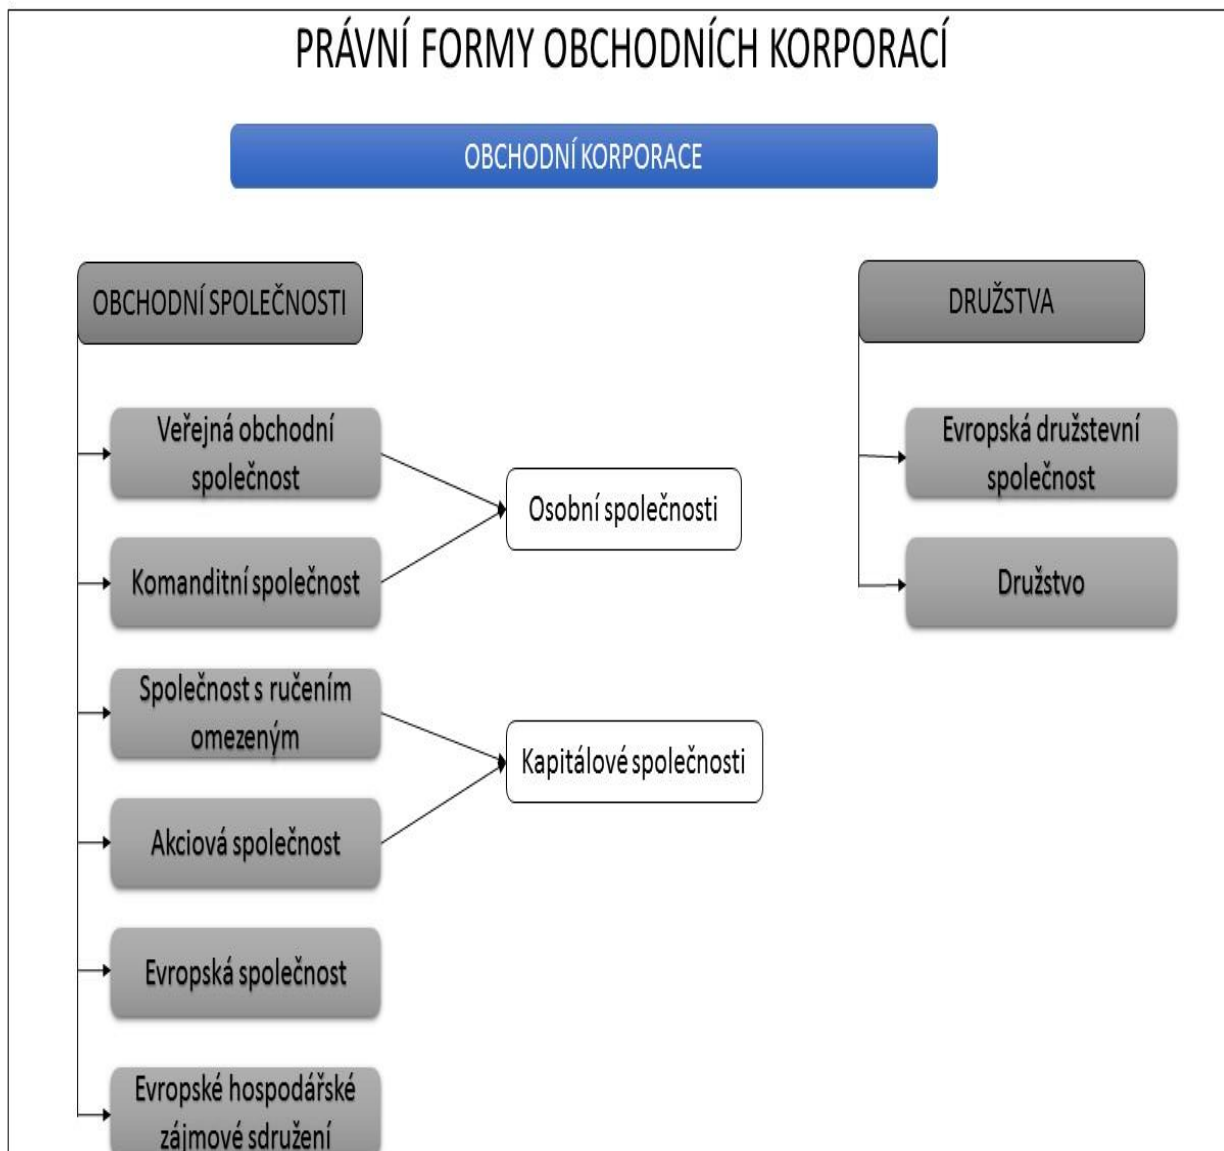 PRÁVNÍ FORMY OBCHODNÍCH KORPORACÍ
OBCHODNÍ KORPORACE
OBCHODNÍ SPOLEČNOSTI
Veřejná obchodní
společnost
Komanditní společnost
Společnost s ručením
omezeným
Akciová společnost
Evropská společnost
Evropské hospodářské
zájmové sdružení
Osobní společnosti
Kapitálové společnosti
DRUŽSTVA
Evropská družstevní
společnost
Družstvo